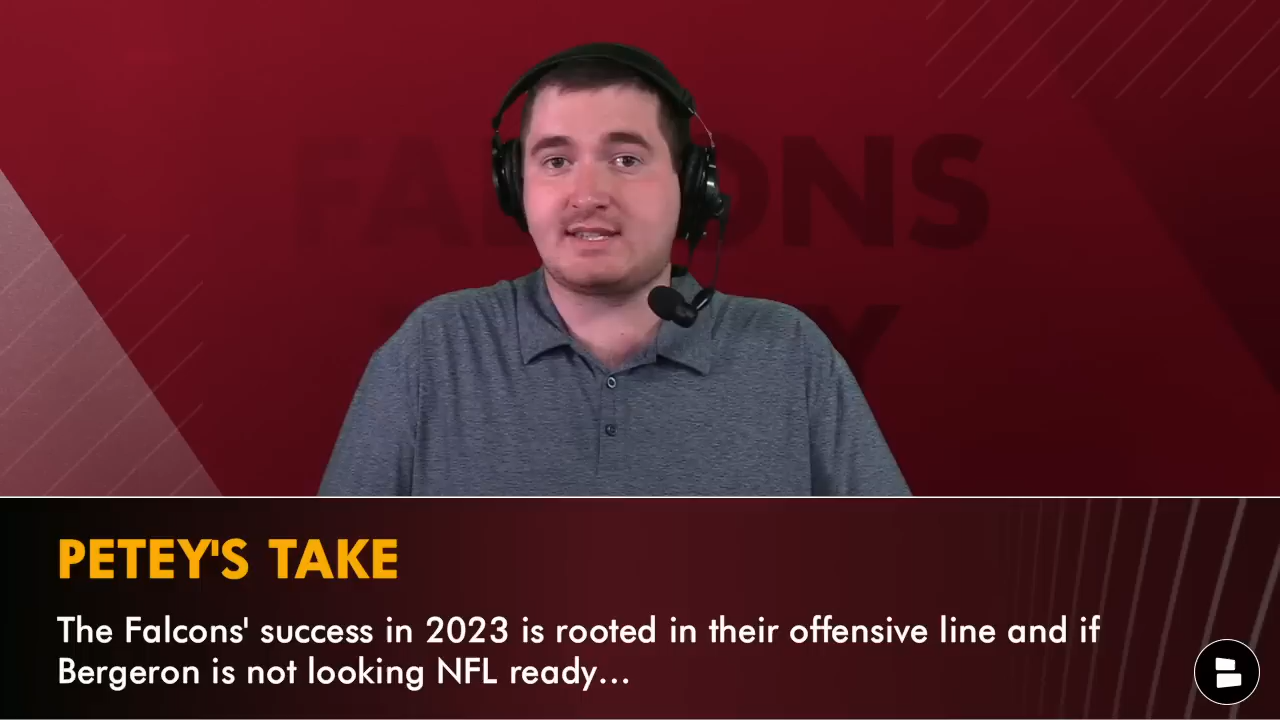 FALCONS
PETEY'S TAKE
The Falcons' success in 2023 is rooted in their offensive line and if
Bergeron is not looking NFL ready...